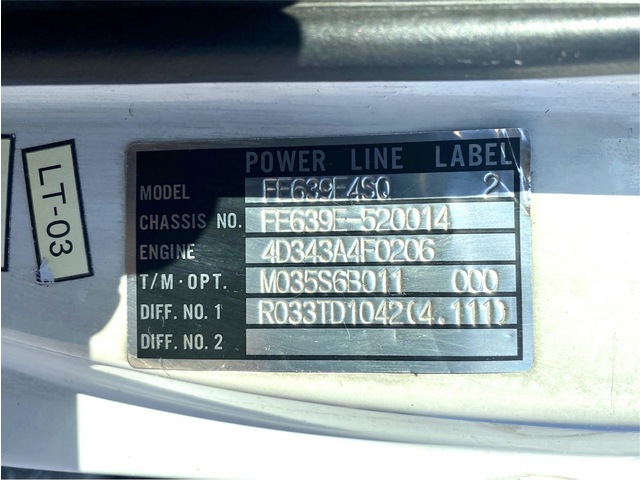 POWER LINE LABEL
MODEL FE639E4SQ 2
CHASSIS NO. FE639E-520014
ENGINE 4D343A4F0206
T/M·OPT. M035S6B011 000
DIFF. NO. 1 R033TD1042(4.111)
DIFF. NO. 2
LT-03